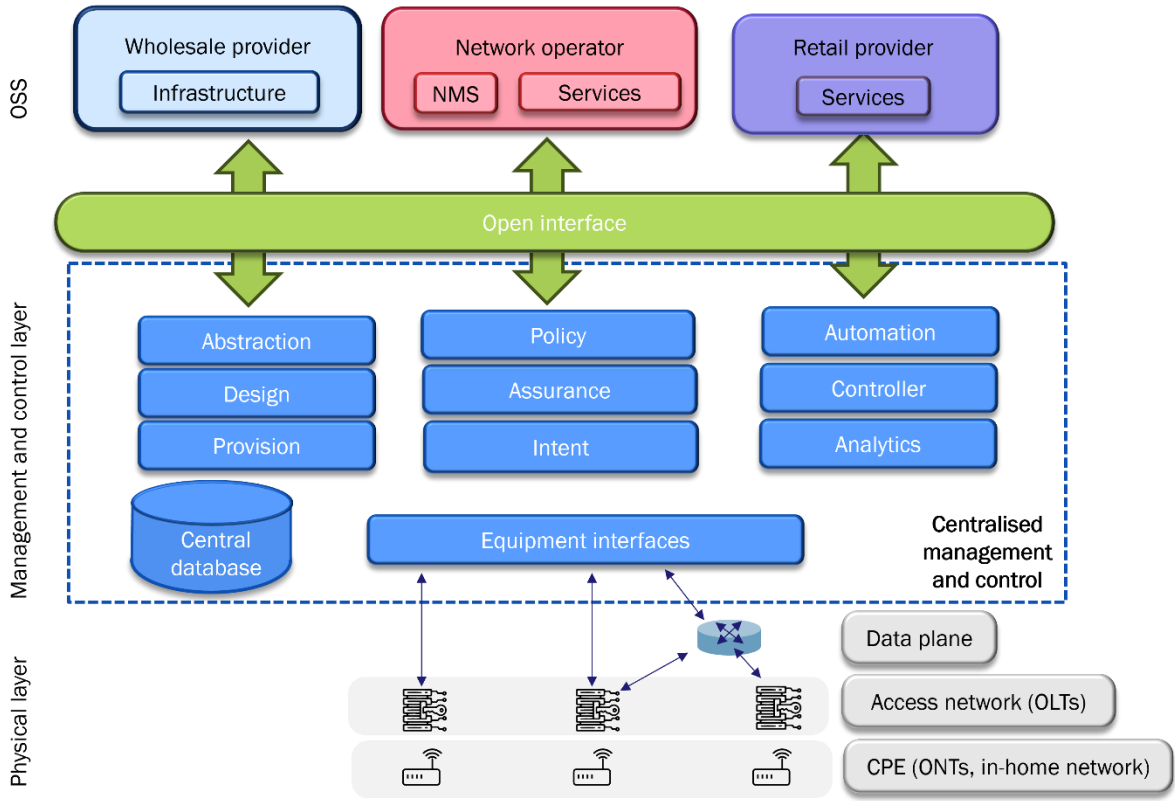 OSS
Wholesale provider
Infrastructure
Network operator
NMS
Services
Retail provider
Services
Open interface
Management and control layer
Abstraction
Design
Provision
Policy
Assurance
Intent
Automation
Controller
Analytics
Central
database
Equipment interfaces
Centralised
management
and control
Physical layer
Data plane
Access network (OLTs)
CPE (ONTs, in-home network)